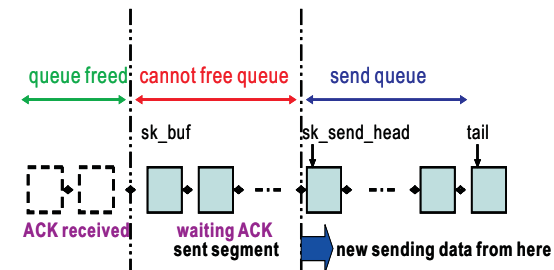 queue freed cannot free queue send queue
sk_buf sk_send_head tail
ACK received waiting ACK
sent segment new sending data from here